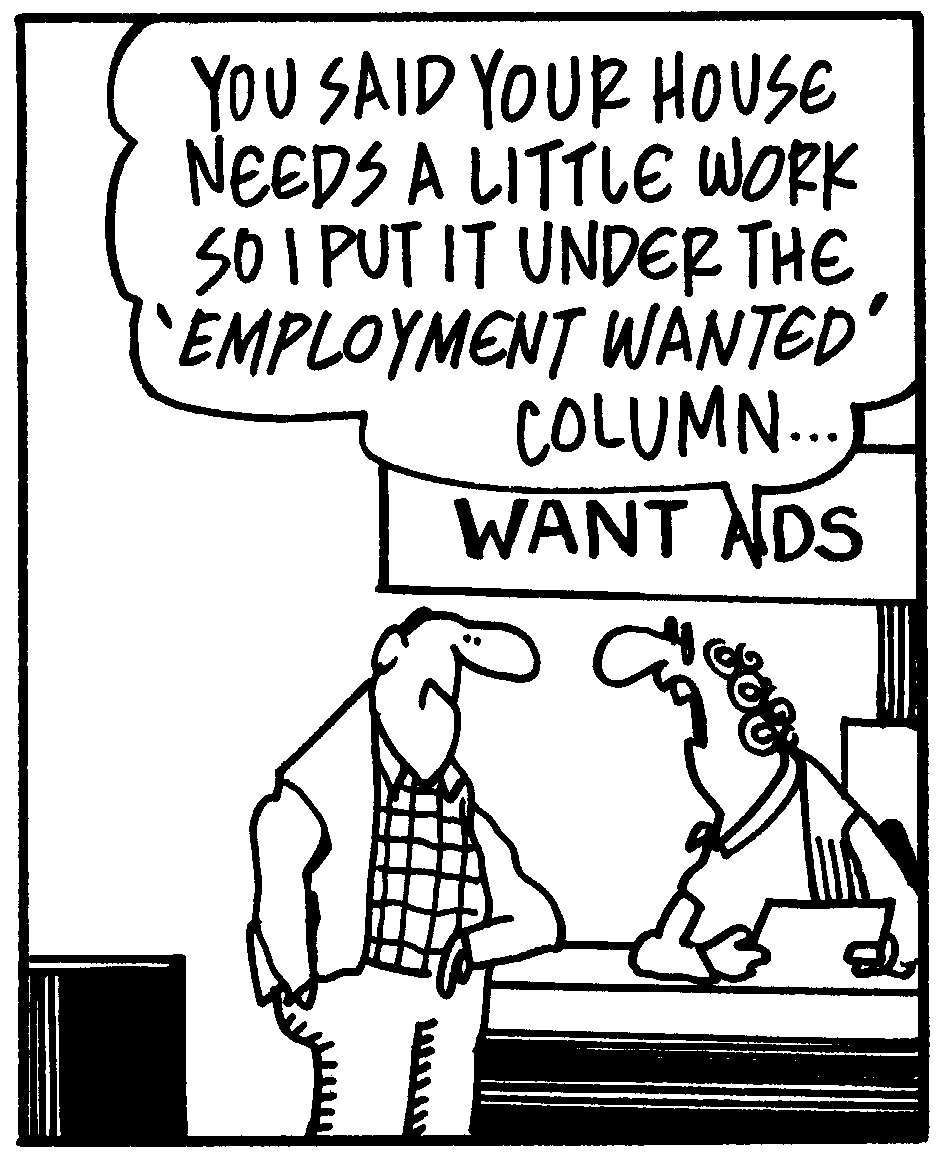 YOU SAID YOUR HOUSE
NEEDS A LITTLE WORK
SO I PUT IT UNDER THE
'EMPLOYMENT WANTED'
COLUMN...
WANT ADS